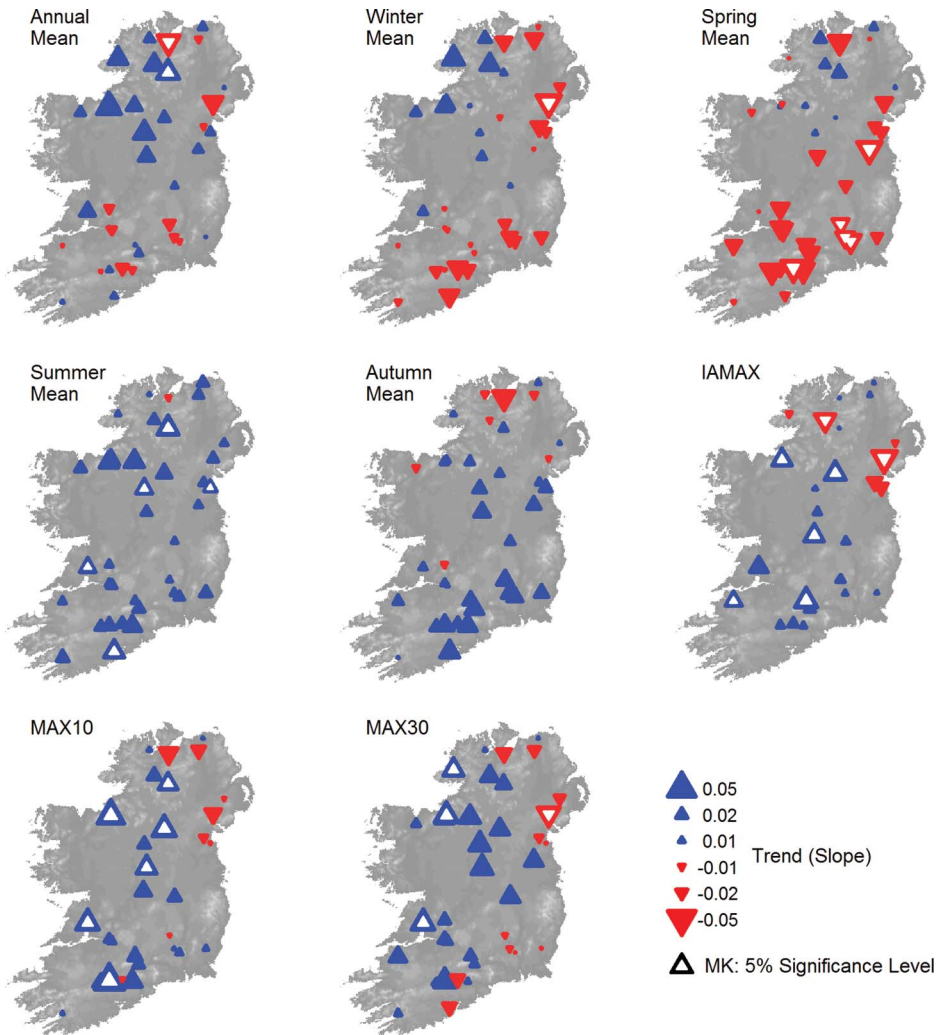 Annual
Mean
Winter
Mean
Spring
Mean
Summer
Mean
Autumn
Mean
IAMAX
MAX10
MAX30
0.05
0.02
0.01
-0.01
Trend (Slope)
-0.02
-0.05
MK: 5% Significance Level